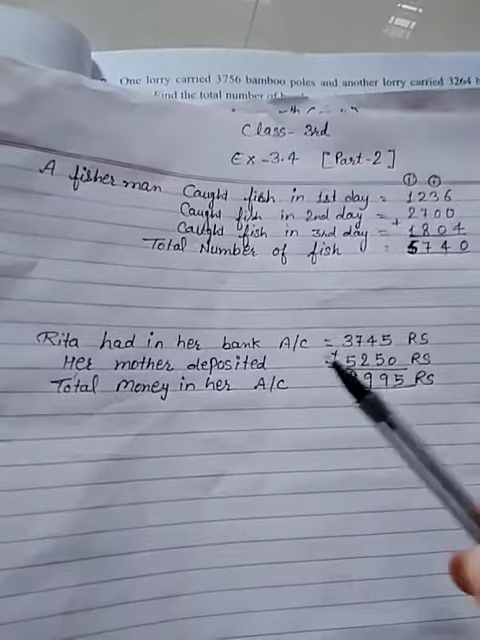 One lorry carried 3756 bamboo poles and another lorry carried 3264
Find the total number of
Class-3rd
Ex-3.4 [Part-2]
① ①
A fisherman Caught fish in 1st day = 1236
Caught fish in 2nd day = 2700
Caught fish in 3rd day = + 1804
Total Number of fish : 5740
Rita had in her bank A/C = 3745 RS
Her mother deposited = + 5250 RS
Total Money in her A/C 995 RS